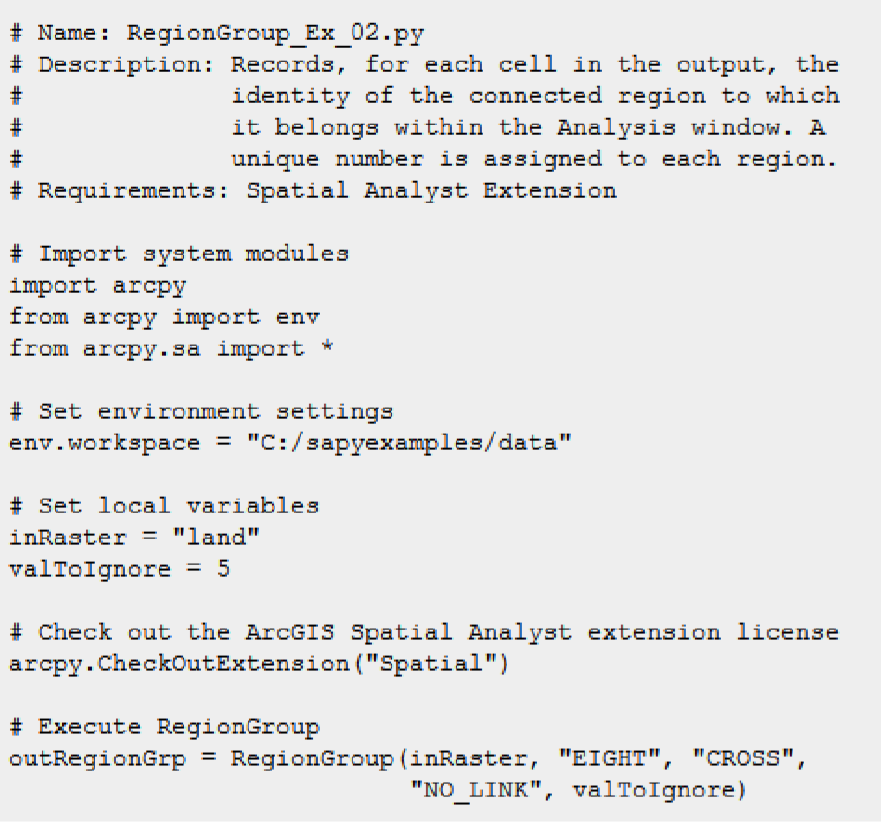 # Name: RegionGroup_Ex_02.py
# Description: Records, for each cell in the output, the
#              identity of the connected region to which
#              it belongs within the Analysis window. A
#              unique number is assigned to each region.
# Requirements: Spatial Analyst Extension

# Import system modules
import arcpy
from arcpy import env
from arcpy.sa import *

# Set environment settings
env.workspace = "C:/sapyexamples/data"

# Set local variables
inRaster = "land"
valToIgnore = 5

# Check out the ArcGIS Spatial Analyst extension license
arcpy.CheckOutExtension("Spatial")

# Execute RegionGroup
outRegionGrp = RegionGroup(inRaster, "EIGHT", "CROSS",
                           "NO_LINK", valToIgnore)